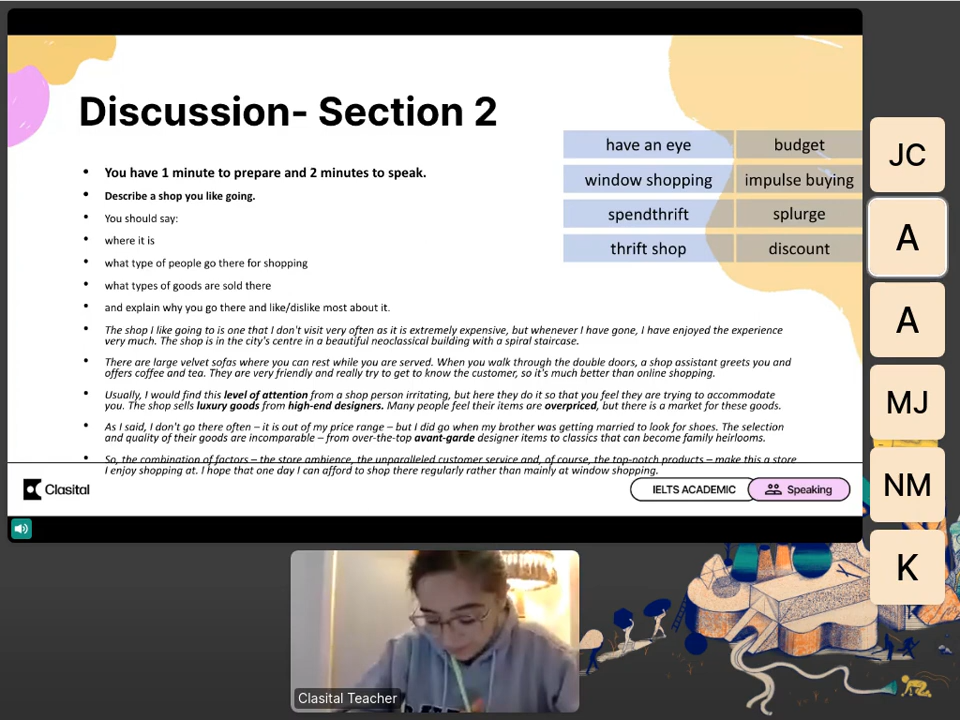 Discussion- Section 2
have an eye
budget
window shopping
impulse buying
spendthrift
splurge
thrift shop
discount
• You have 1 minute to prepare and 2 minutes to speak.
• Describe a shop you like going.
• You should say:
• where it is
• what type of people go there for shopping
• what types of goods are sold there
• and explain why you go there and like/dislike most about it.
• The shop I like going to is one that I don't visit very often as it is extremely expensive, but whenever I have gone, I have enjoyed the experience
very much. The shop is in the city's centre in a beautiful neoclassical building with a spiral staircase.
• There are large velvet sofas where you can rest while you are served. When you walk through the double doors, a shop assistant greets you and
offers coffee and tea. They are very friendly and really try to get to know the customer, so it's much better than online shopping.
• Usually, I would find this level of attention from a shop person irritating, but here they do it so that you feel they are trying to accommodate
you. The shop sells luxury goods from high-end designers. Many people feel their items are overpriced, but there is a market for these goods.
• As I said, I don't go there often – it is out of my price range – but I did go when my brother was getting married to look for shoes. The selection
and quality of their goods are incomparable – from over-the-top avant-garde designer items to classics that can become family heirlooms.
• So, the combination of factors – the store ambience, the unparalleled customer service and, of course, the top-notch products – make this a store
I enjoy shopping at. I hope that one day I can afford to shop there regularly rather than mainly at window shopping.
Clasital
IELTS ACADEMIC
Speaking
JC
A
A
MJ
NM
K
Clasital Teacher